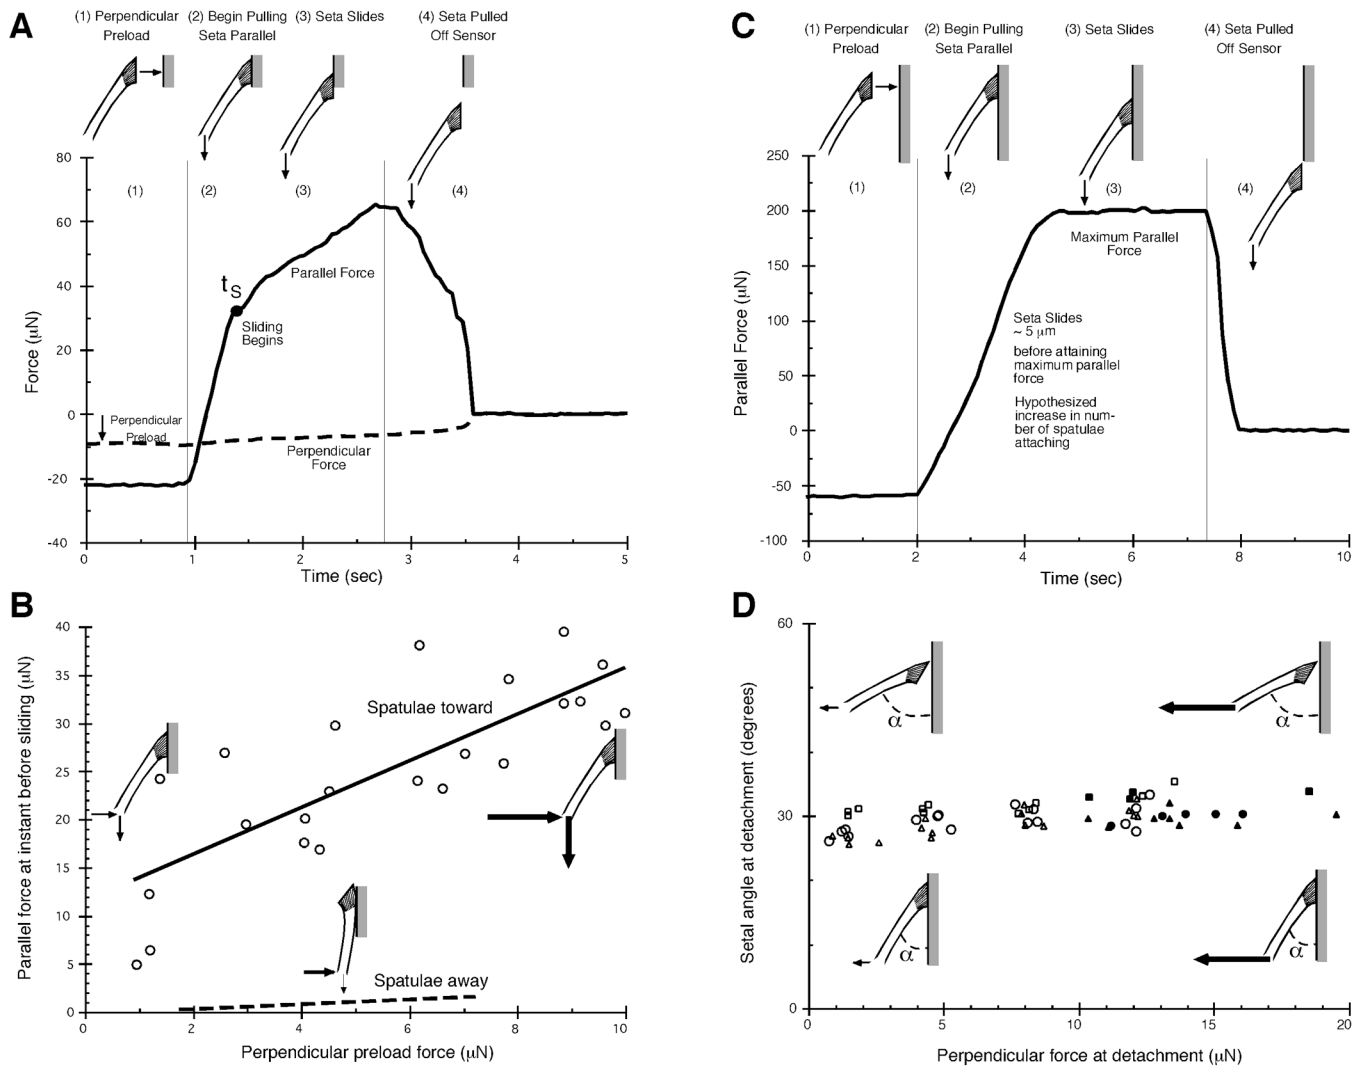 A
(1) Perpendicular
Preload
(2) Begin Pulling
Seta Parallel
(3) Seta Slides
(4) Seta Pulled
Off Sensor
80
60
40
20
0
-20
-40
Force (μN)
(1)
(2)
(3)
(4)
tS
Sliding
Begins
Parallel Force
Perpendicular
Preload
Perpendicular
Force
0
1
2
3
4
5
Time (sec)
C
(1) Perpendicular
Preload
(2) Begin Pulling
Seta Parallel
(3) Seta Slides
(4) Seta Pulled
Off Sensor
250
200
150
100
50
0
-50
-100
Parallel Force (μN)
(1)
(2)
(3)
(4)
Maximum Parallel
Force
Seta Slides
~ 5 μm
before attaining
maximum parallel
force
Hypothesized
increase in num-
ber of spatulae
attaching
0
2
4
6
8
10
Time (sec)
B
40
35
30
25
20
15
10
5
0
Parallel force at instant before sliding (μN)
Spatulae toward
Spatulae away
0
2
4
6
8
10
Perpendicular preload force (μN)
D
60
30
0
Setal angle at detachment (degrees)
α
α
α
α
0
5
10
15
20
Perpendicular force at detachment (μN)